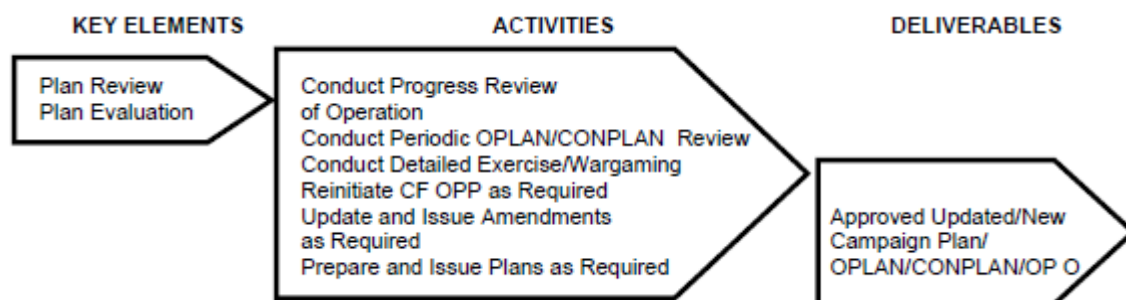 KEY ELEMENTS
ACTIVITIES
DELIVERABLES
Plan Review
Plan Evaluation
Conduct Progress Review
of Operation
Conduct Periodic OPLAN/CONPLAN Review
Conduct Detailed Exercise/Wargaming
Reinitiate CF OPP as Required
Update and Issue Amendments
as Required
Prepare and Issue Plans as Required
Approved Updated/New
Campaign Plan/
OPLAN/CONPLAN/OP O